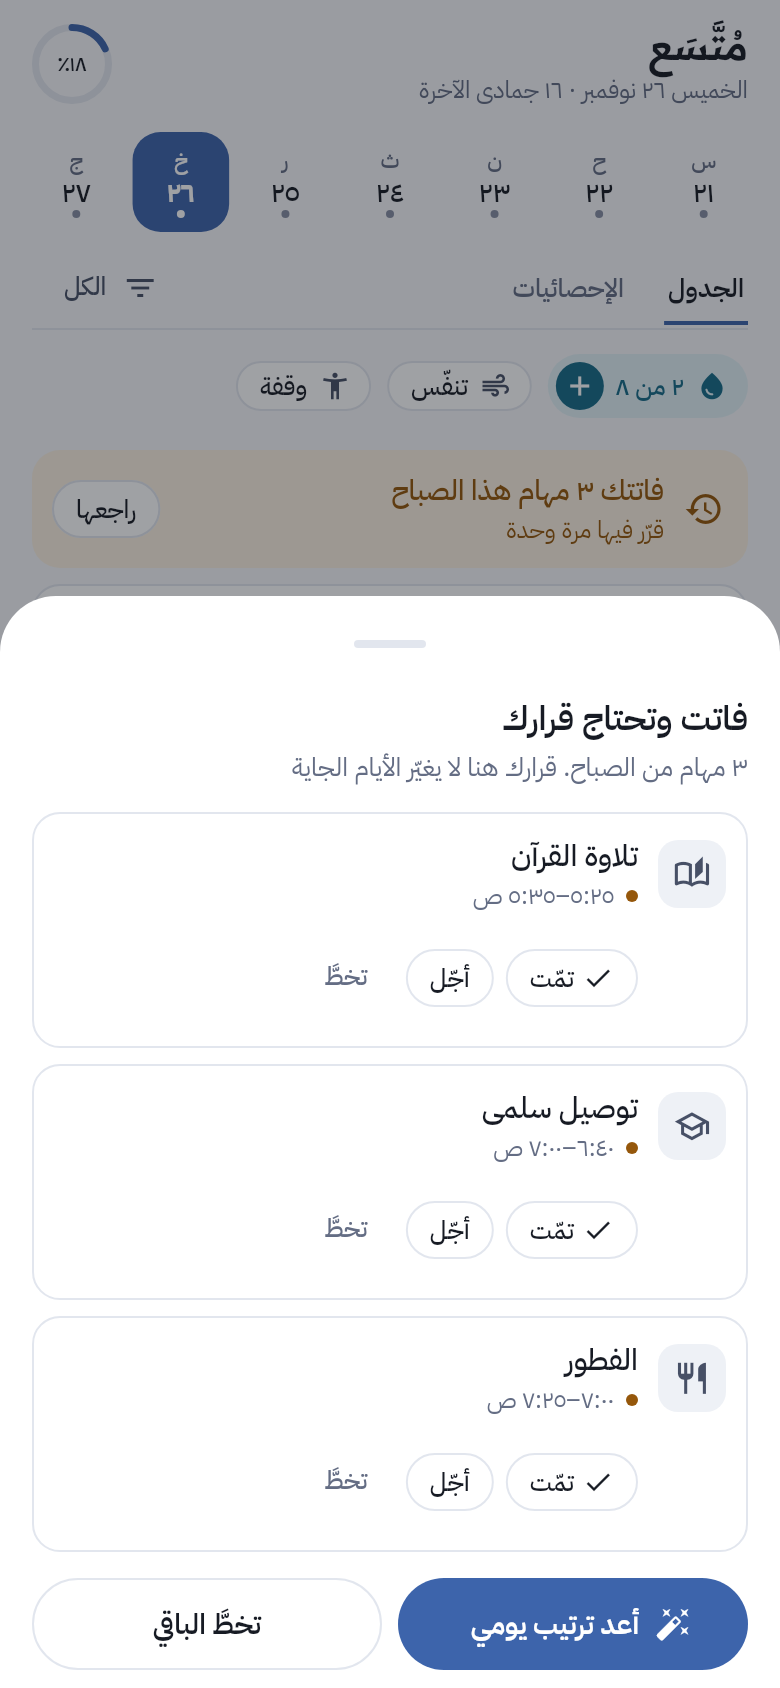 مُتَّسَع
الخميس ٢٦ نوفمبر · ١٦ جمادى الآخرة
٪١٨
س ح ن ث ر خ ج
٢١ ٢٢ ٢٣ ٢٤ ٢٥ ٢٦ ٢٧
الجدول الإحصائيات الكل
٢ من ٨ تنفّس وقفة
فاتتك ٣ مهام هذا الصباح
قرّر فيها مرة وحدة
راجعها
فاتت وتحتاج قرارك
٣ مهام من الصباح. قرارك هنا لا يغيّر الأيام الجاية
تلاوة القرآن
٥:٢٥–٥:٣٥ ص
تمّت أجّل تخطَّ
توصيل سلمى
٦:٤٠–٧:٠٠ ص
تمّت أجّل تخطَّ
الفطور
٧:٠٠–٧:٢٥ ص
تمّت أجّل تخطَّ
أعد ترتيب يومي تخطَّ الباقي